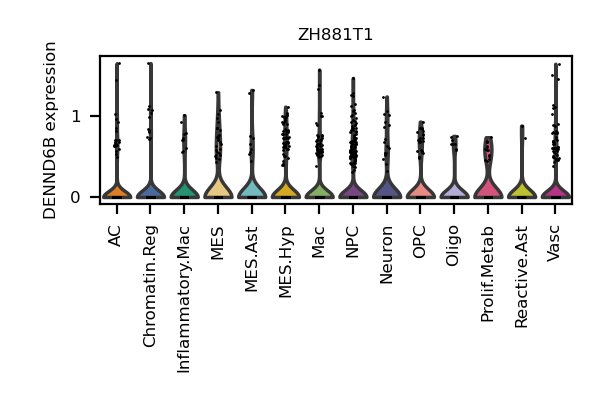 ZH881T1
DENND6B expression
1
0
AC
Chromatin.Reg
Inflammatory.Mac
MES
MES.Ast
MES.Hyp
Mac
NPC
Neuron
OPC
Oligo
Prolif.Metab
Reactive.Ast
Vasc